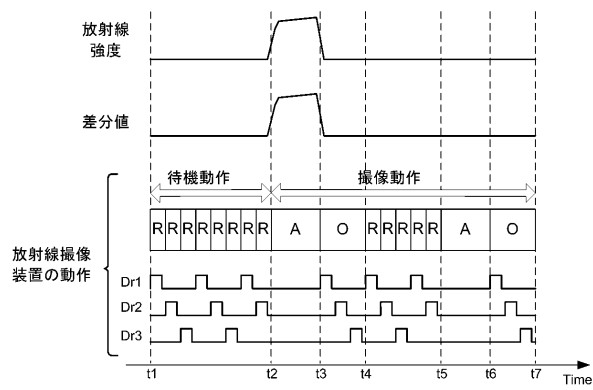 放射線
強度
差分値
待機動作
撮像動作
R R R R R R R R A O R R R R R A O
放射線撮像
装置の動作
Dr1
Dr2
Dr3
t1 t2 t3 t4 t5 t6 t7
Time